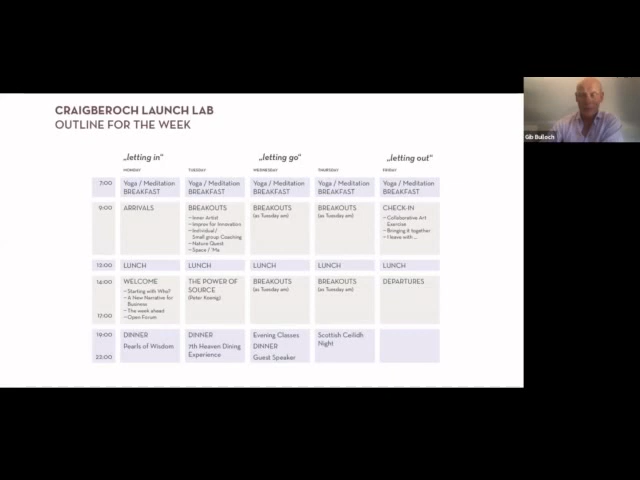 CRAIGBEROCH LAUNCH LAB
OUTLINE FOR THE WEEK
Gib Bulloch
„letting in” „letting go” „letting out”
MONDAY TUESDAY WEDNESDAY THURSDAY FRIDAY
7:00 Yoga / Meditation Yoga / Meditation Yoga / Meditation Yoga / Meditation Yoga / Meditation
BREAKFAST BREAKFAST BREAKFAST BREAKFAST BREAKFAST
9:00 ARRIVALS BREAKOUTS BREAKOUTS BREAKOUTS CHECK-IN
– Inner Artist (as Tuesday am) (as Tuesday am) – Collaborative Art
– Improv for Innovation Exercise
– Individual / – Bringing it together
Small group Coaching – I leave with ...
– Nature Quest
– Space / 'Me
13:00 LUNCH LUNCH LUNCH LUNCH LUNCH
14:00 WELCOME THE POWER OF BREAKOUTS BREAKOUTS DEPARTURES
– Starting with Who? SOURCE (as Tuesday am) (as Tuesday am)
– A New Narrative for (Peter Koenig)
Business
– The week ahead
17:00 – Open Forum
19:00 DINNER DINNER Evening Classes Scottish Ceilidh
Pearls of Wisdom 7th Heaven Dining DINNER Night
22:00 Experience Guest Speaker